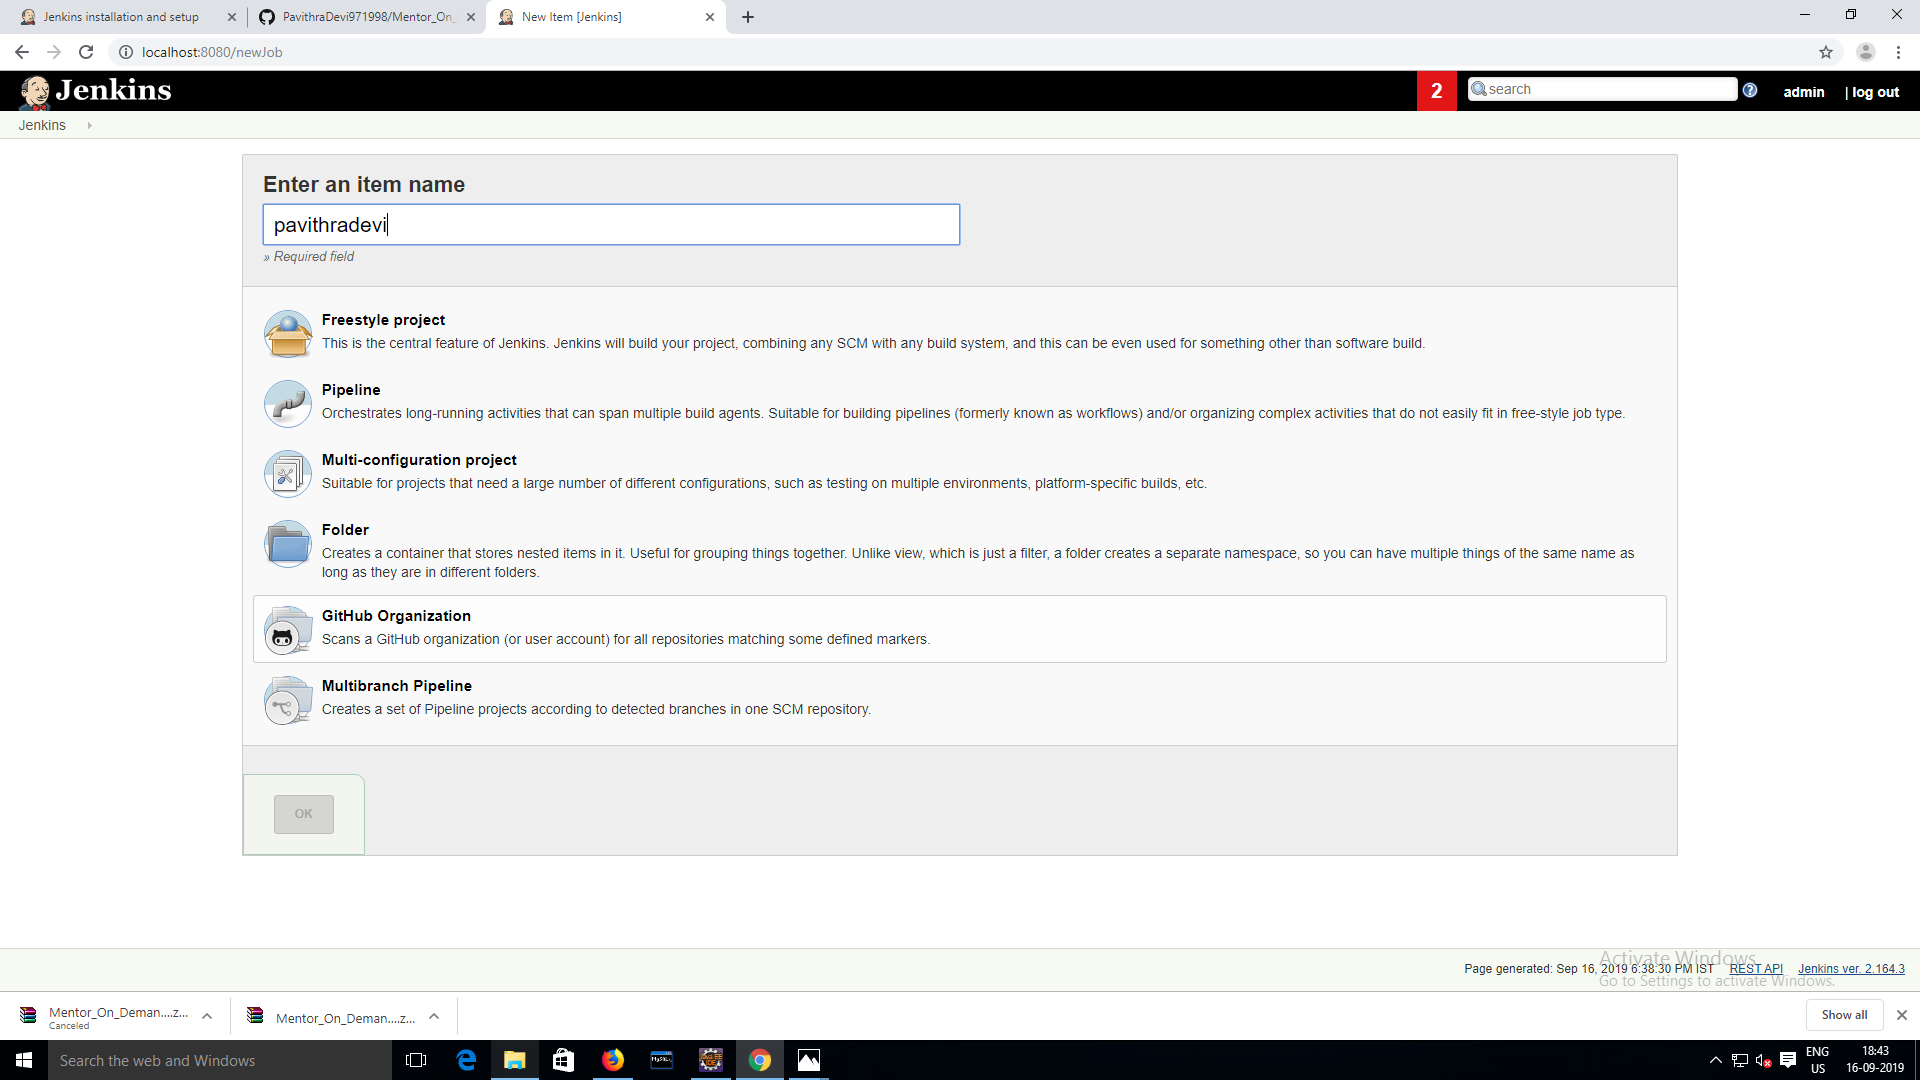 Jenkins installation and setup
PavithraDevi971998/Mentor_On_
New Item [Jenkins]
localhost:8080/newJob
Jenkins
2
search
admin
| log out
Jenkins
Enter an item name
pavithradevi
» Required field
Freestyle project
This is the central feature of Jenkins. Jenkins will build your project, combining any SCM with any build system, and this can be even used for something other than software build.
Pipeline
Orchestrates long-running activities that can span multiple build agents. Suitable for building pipelines (formerly known as workflows) and/or organizing complex activities that do not easily fit in free-style job type.
Multi-configuration project
Suitable for projects that need a large number of different configurations, such as testing on multiple environments, platform-specific builds, etc.
Folder
Creates a container that stores nested items in it. Useful for grouping things together. Unlike view, which is just a filter, a folder creates a separate namespace, so you can have multiple things of the same name as
long as they are in different folders.
GitHub Organization
Scans a GitHub organization (or user account) for all repositories matching some defined markers.
Multibranch Pipeline
Creates a set of Pipeline projects according to detected branches in one SCM repository.
OK
Activate Windows
Page generated: Sep 16, 2019 6:38:30 PM IST
REST API
Jenkins ver. 2.164.3
Go to Settings to activate Windows.
Mentor_On_Deman....z...
Canceled
Mentor_On_Deman....z...
Show all
Search the web and Windows
MySQL
ENG
US
18:43
16-09-2019